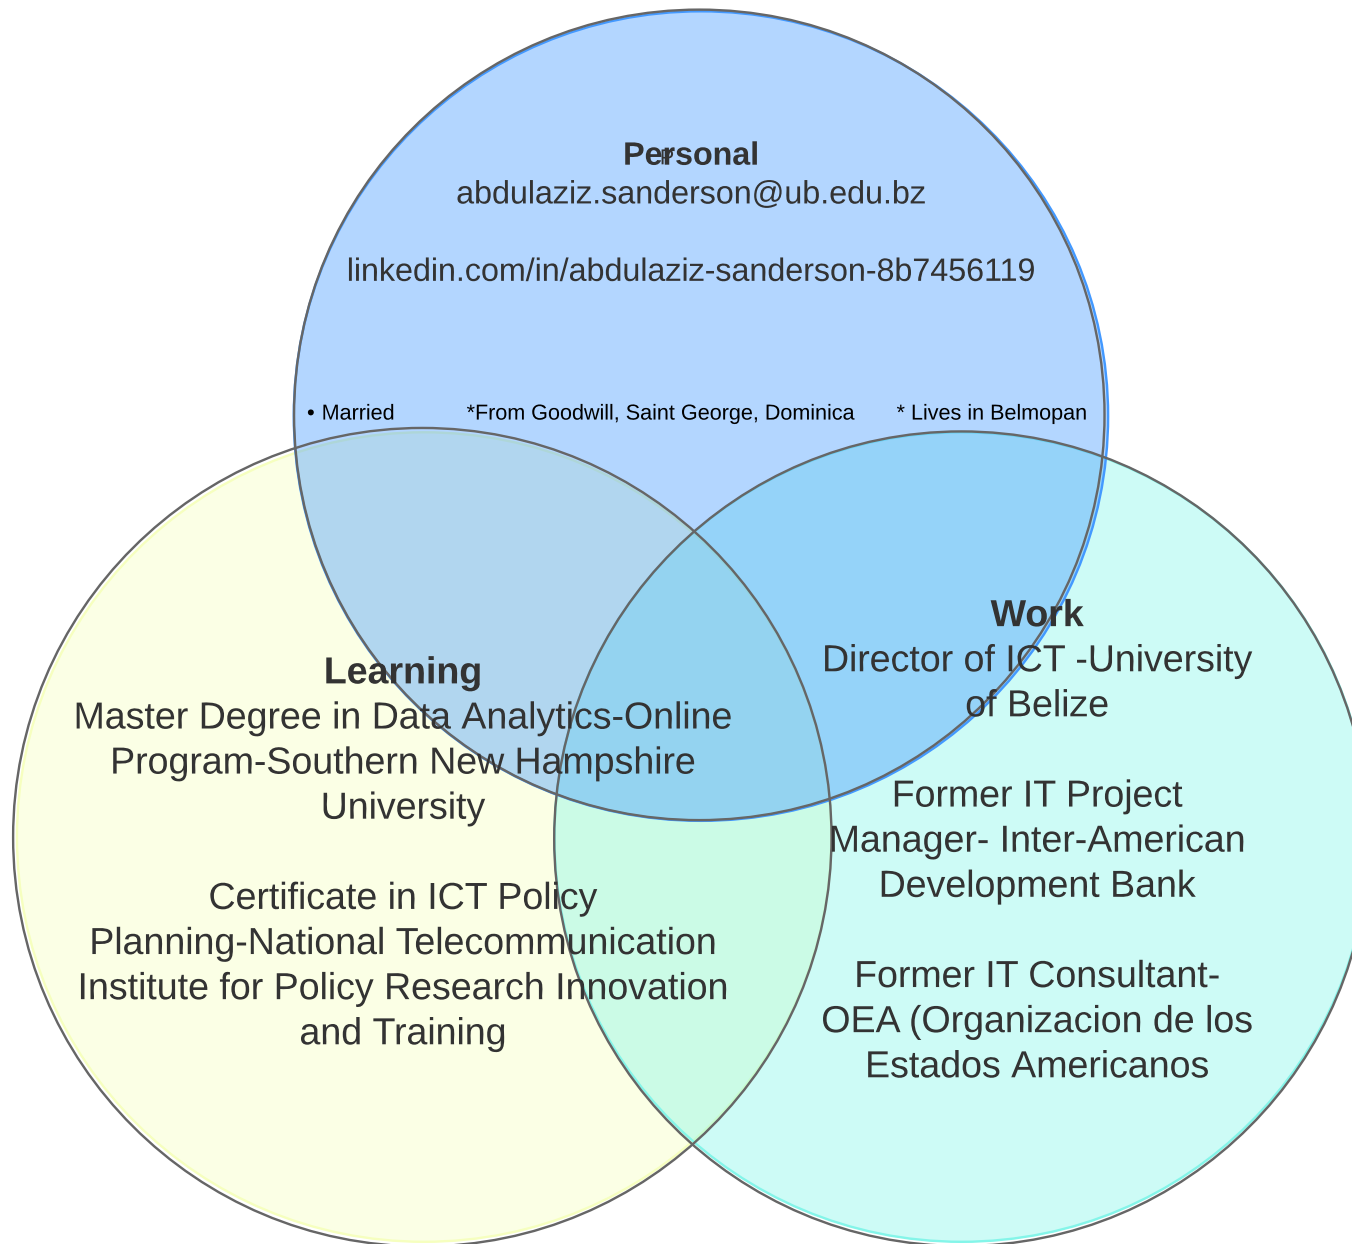 Personal
abdulaziz.sanderson@ub.edu.bz
linkedin.com/in/abdulaziz-sanderson-8b7456119
• Married *From Goodwill, Saint George, Dominica * Lives in Belmopan
Learning
Master Degree in Data Analytics-Online
Program-Southern New Hampshire
University
Certificate in ICT Policy
Planning-National Telecommunication
Institute for Policy Research Innovation
and Training
Work
Director of ICT -University
of Belize
Former IT Project
Manager- Inter-American
Development Bank
Former IT Consultant-
OEA (Organizacion de los
Estados Americanos